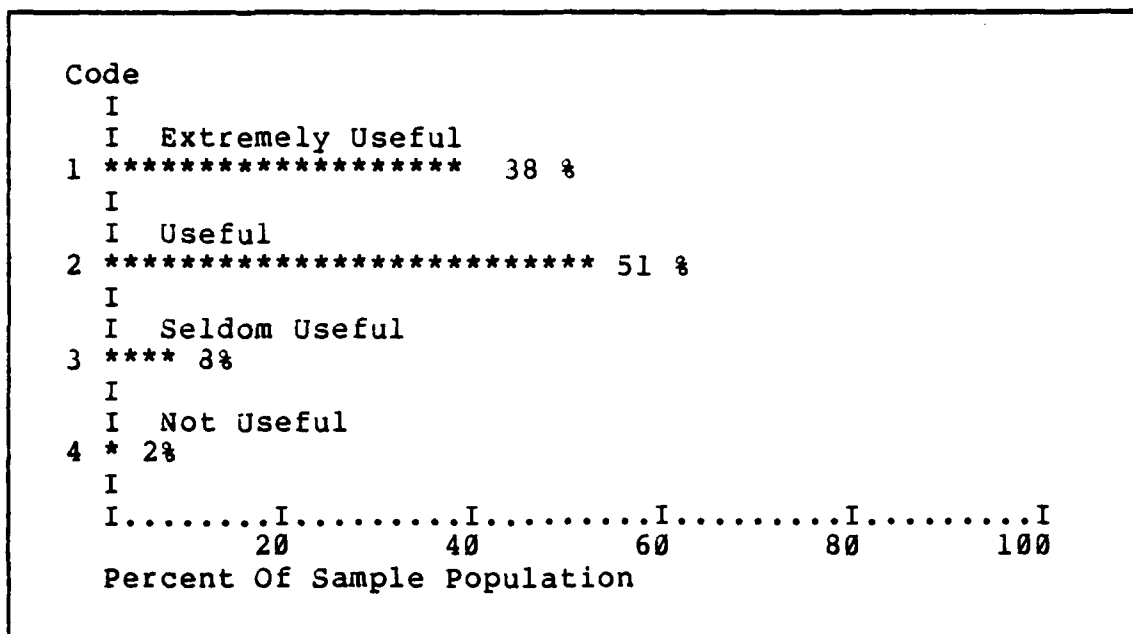 Code
I
I Extremely Useful
1 ******************* 38 %
I
I Useful
2 ************************** 51 %
I
I Seldom Useful
3 **** 8%
I
I Not Useful
4 * 2%
I
I........I.........I.........I.........I.........I
20 40 60 80 100
Percent Of Sample Population